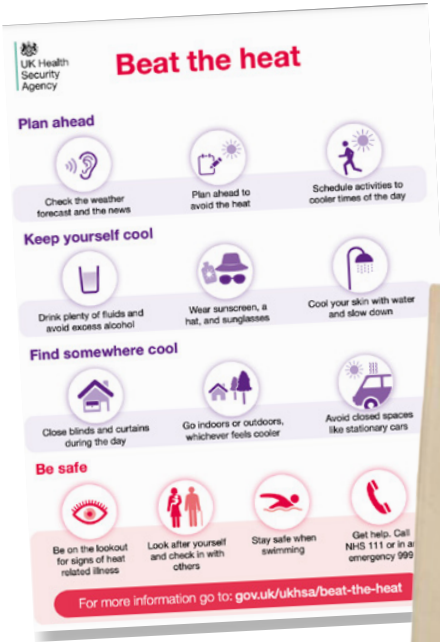 UK Health
Security
Agency
Beat the heat
Plan ahead
Check the weather
forecast and the news
Plan ahead to
avoid the heat
Schedule activities to
cooler times of the day
Keep yourself cool
Drink plenty of fluids and
avoid excess alcohol
Wear sunscreen, a
hat, and sunglasses
Cool your skin with water
and slow down
Find somewhere cool
Close blinds and curtains
during the day
Go indoors or outdoors,
whichever feels cooler
Avoid closed spaces
like stationary cars
Be safe
Be on the lookout
for signs of heat
related illness
Look after yourself
and check in with
others
Stay safe when
swimming
Get help. Call
NHS 111 or in
emergency 999
For more information go to: gov.uk/ukhsa/beat-the-heat